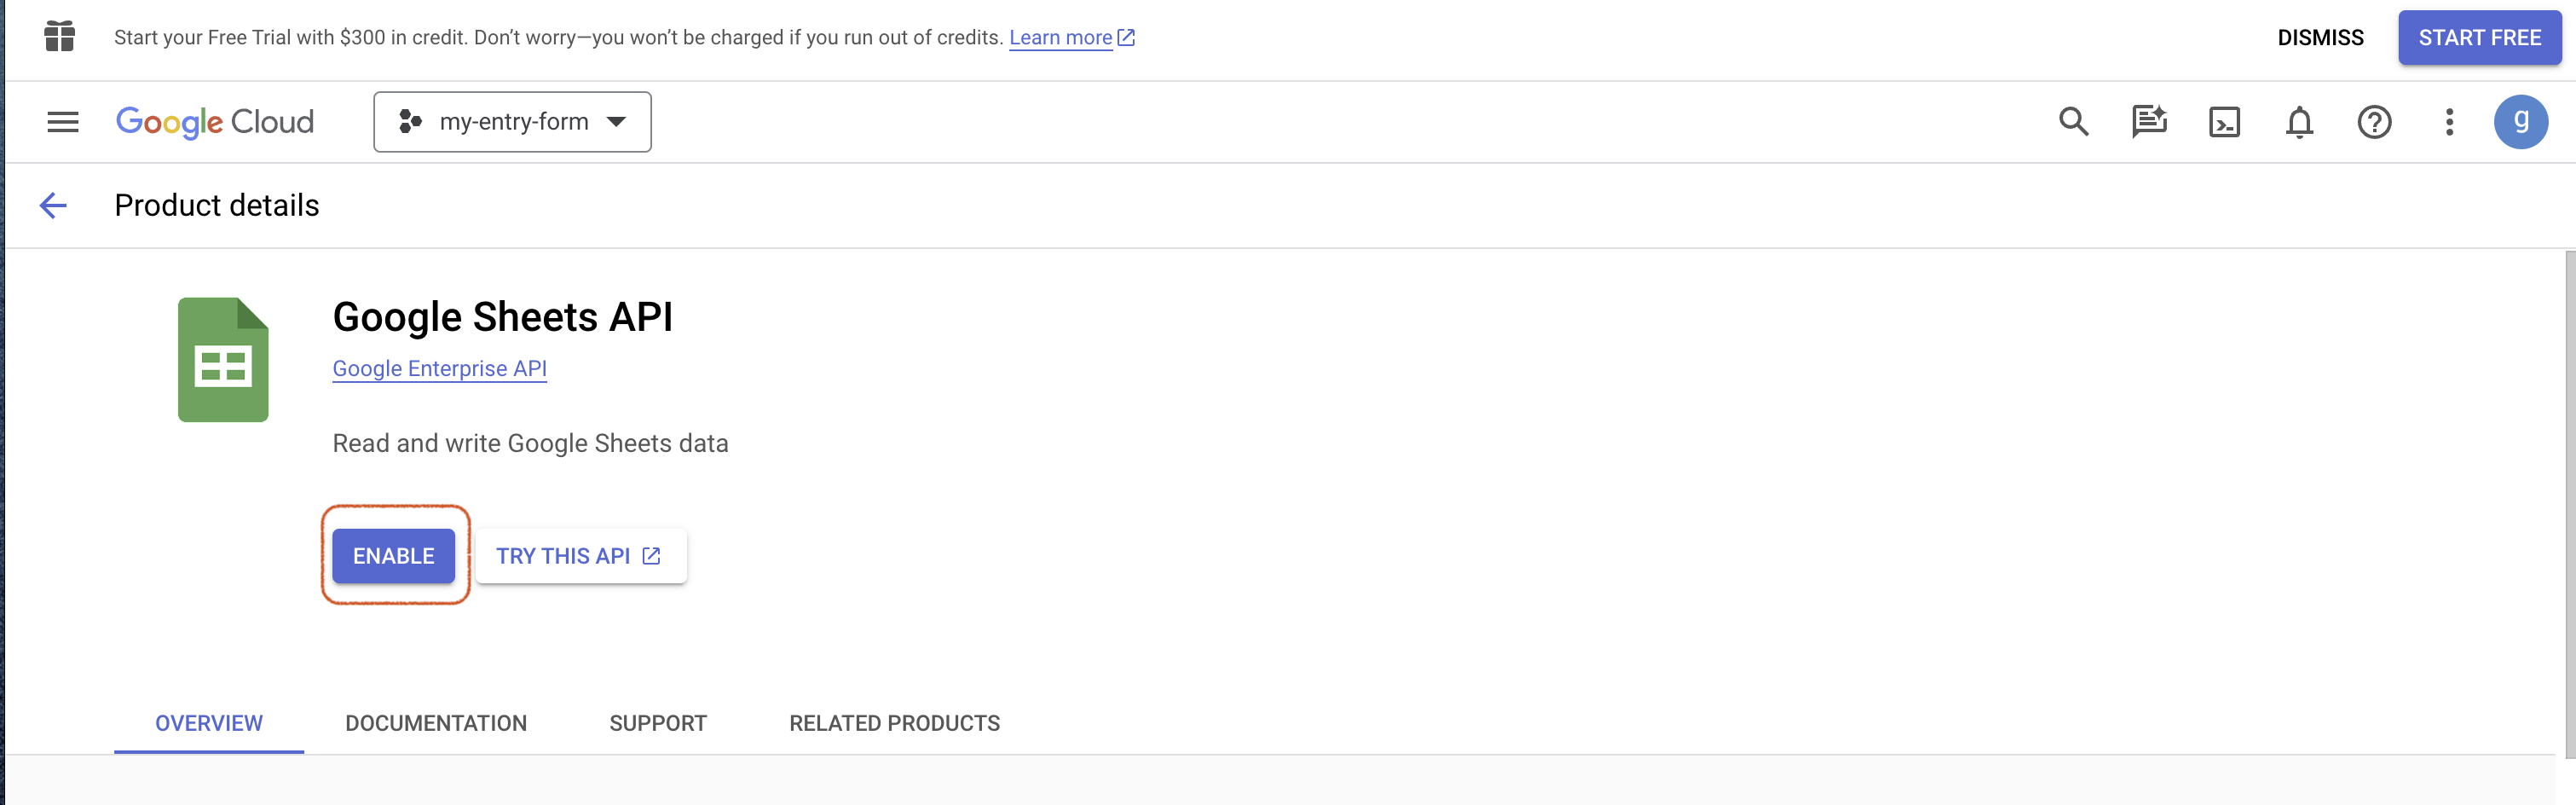 Start your Free Trial with $300 in credit. Don’t worry—you won’t be charged if you run out of credits. Learn more
DISMISS
START FREE
Google Cloud
my-entry-form
g
Product details
Google Sheets API
Google Enterprise API
Read and write Google Sheets data
ENABLE
TRY THIS API
OVERVIEW
DOCUMENTATION
SUPPORT
RELATED PRODUCTS